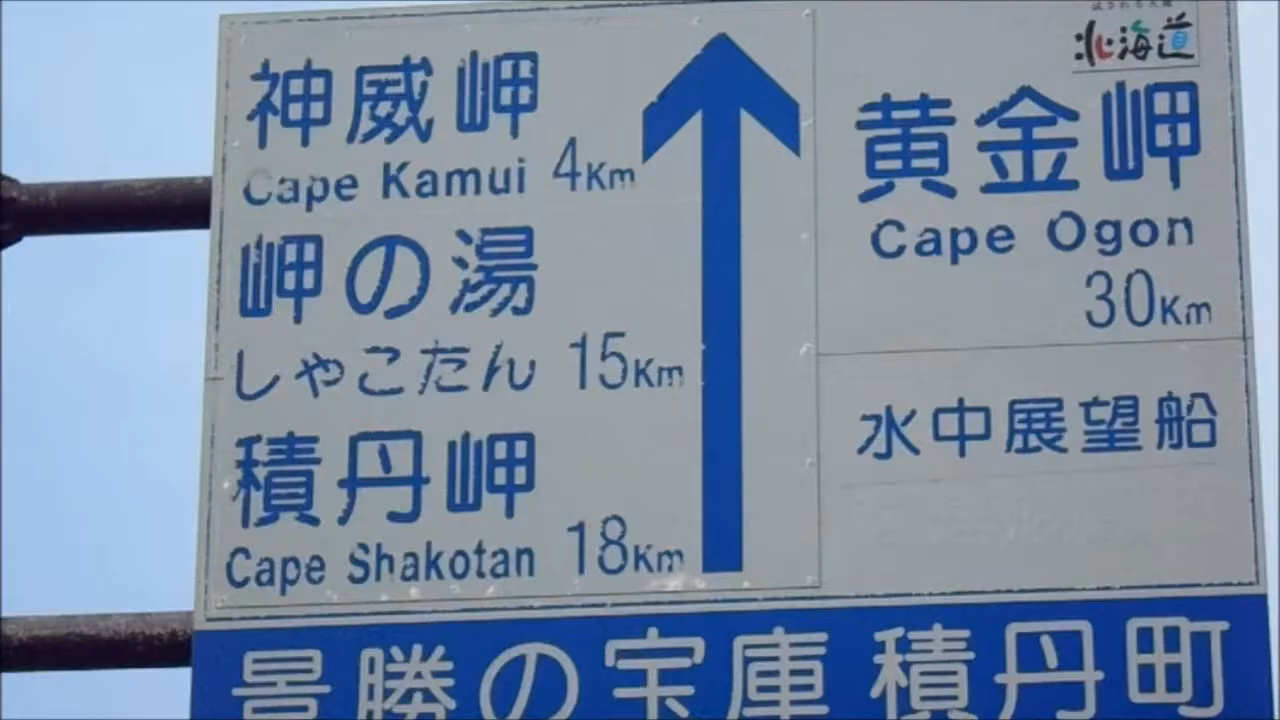 神威岬
Cape Kamui 4Km
岬の湯
しゃこたん 15Km
積丹岬
Cape Shakotan 18Km
北海道
黄金岬
Cape Ogon
30Km
水中展望船
景勝の宝庫 積丹町